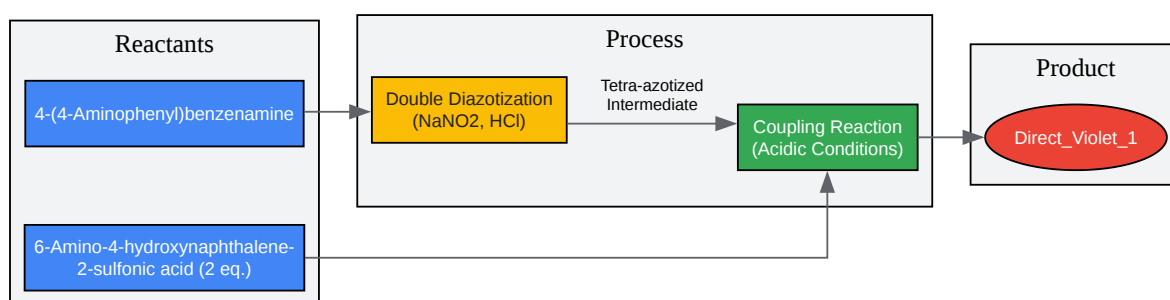 Reactants
4-(4-Aminophenyl)benzenamine
6-Amino-4-hydroxynaphthalene-
2-sulfonic acid (2 eq.)
Process
Double Diazotization
(NaNO2, HCl)
Tetra-azotized
Intermediate
Coupling Reaction
(Acidic Conditions)
Product
Direct_Violet_1